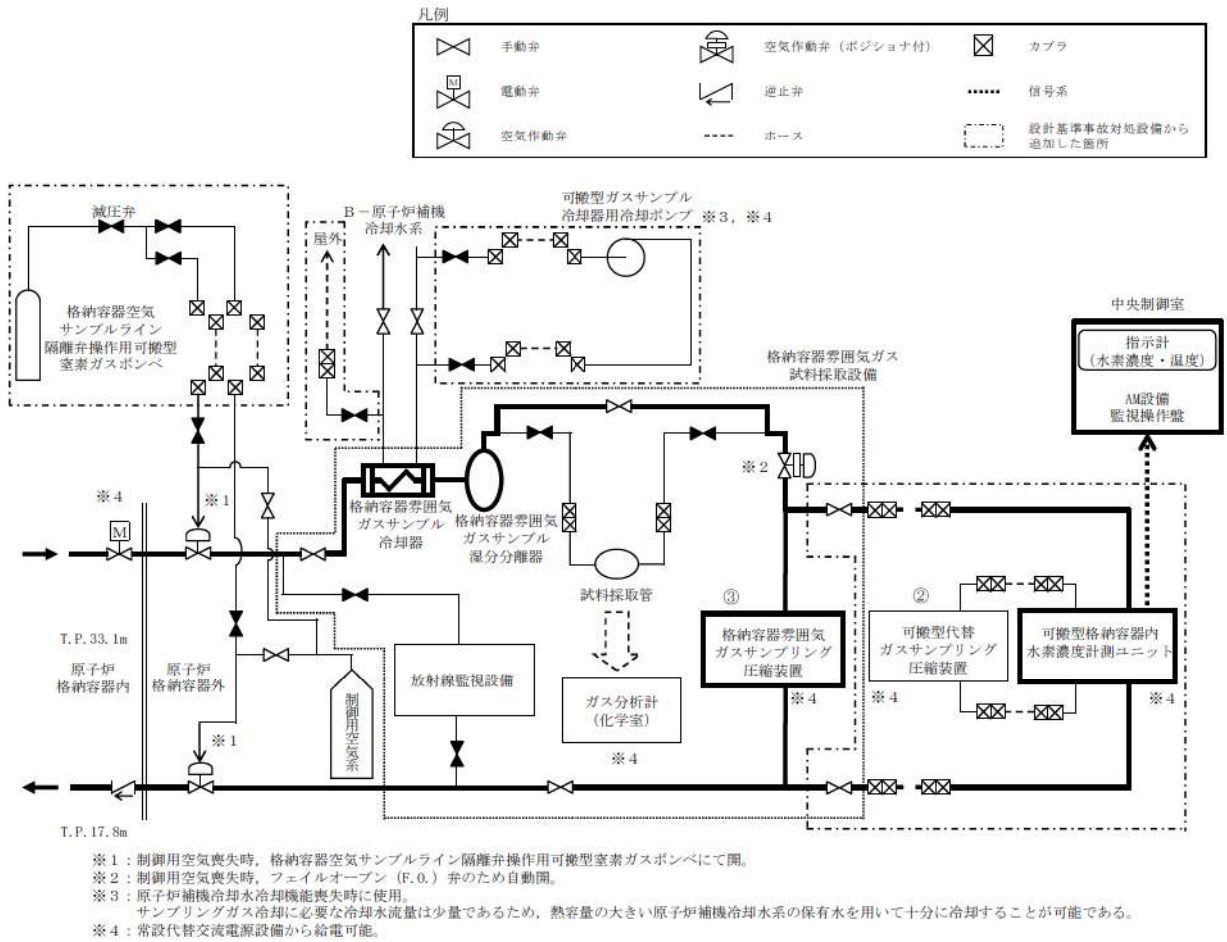 凡例
手動弁
空気作動弁（ポジショナ付）
カプラ
M
電動弁
逆止弁
信号系
空気作動弁
ホース
設計基準事故対処設備から
追加した箇所
減圧弁
格納容器空気
サンプルライン
隔離弁操作用可搬型
窒素ガスボンベ
屋外
B－原子炉補機
冷却水系
可搬型ガスサンプル
冷却器用冷却ポンプ
※３，※４
格納容器雰囲気ガス
試料採取設備
中央制御室
指示計
（水素濃度・温度）
AM設備
監視操作盤
※４
M
※１
格納容器雰囲気
ガスサンプル
冷却器
格納容器雰囲気
ガスサンプル
湿分分離器
※２
試料採取管
T.P.33.1m
原子炉
格納容器内
原子炉
格納容器外
※１
制御用空気系
放射線監視設備
ガス分析計
（化学室）
※４
③
格納容器雰囲気
ガスサンプリング
圧縮装置
※４
②
可搬型代替
ガスサンプリング
圧縮装置
※４
可搬型格納容器内
水素濃度計測ユニット
※４
T.P.17.8m
※１：制御用空気喪失時，格納容器空気サンプルライン隔離弁操作用可搬型窒素ガスボンベにて開。
※２：制御用空気喪失時，フェイルオープン（F.O.）弁のため自動開。
※３：原子炉補機冷却水冷却機能喪失時に使用。
サンプリングガス冷却に必要な冷却水流量は少量であるため，熱容量の大きい原子炉補機冷却水系の保有水を用いて十分に冷却することが可能である。
※４：常設代替交流電源設備から給電可能。